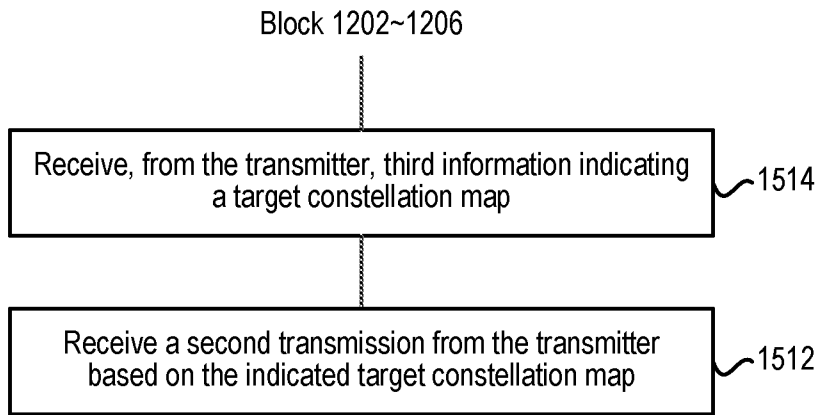 Block 1202~1206
Receive, from the transmitter, third information indicating
a target constellation map
1514
Receive a second transmission from the transmitter
based on the indicated target constellation map
1512